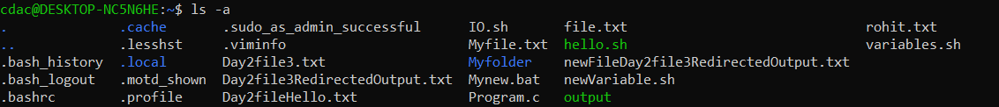 cdac@DESKTOP-NC5N6HE:~$ ls -a
. .cache .sudo_as_admin_successful IO.sh file.txt rohit.txt
.. .lesshst .viminfo Myfile.txt hello.sh variables.sh
.bash_history .local Day2file3.txt Myfolder newFileDay2file3RedirectedOutput.txt
.bash_logout .motd_shown Day2file3RedirectedOutput.txt Mynew.bat newVariable.sh
.bashrc .profile Day2fileHello.txt Program.c output